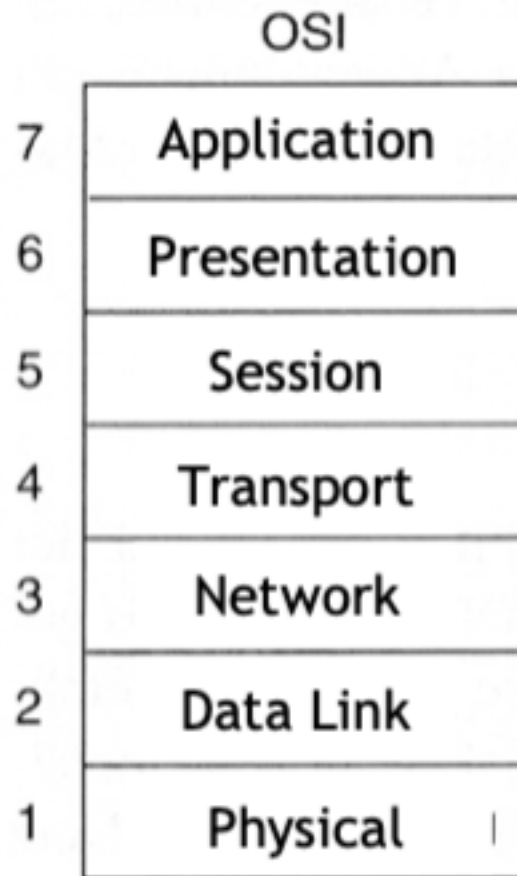 OSI
7 Application
6 Presentation
5 Session
4 Transport
3 Network
2 Data Link
1 Physical